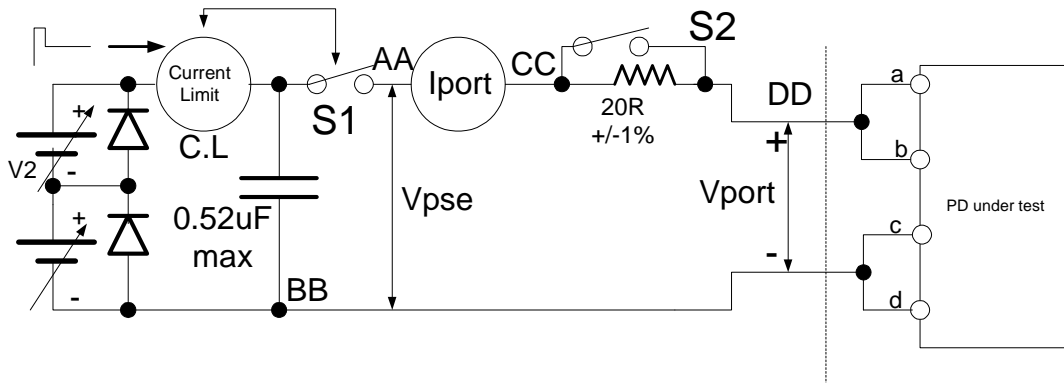 S2
AA
CC
Current
Limit
Iport
a
+
S1
20R
+/-1%
DD
C.L
+
b
V2
-
Vpse
Vport
PD under test
+
0.52uF
max
c
-
-
BB
d